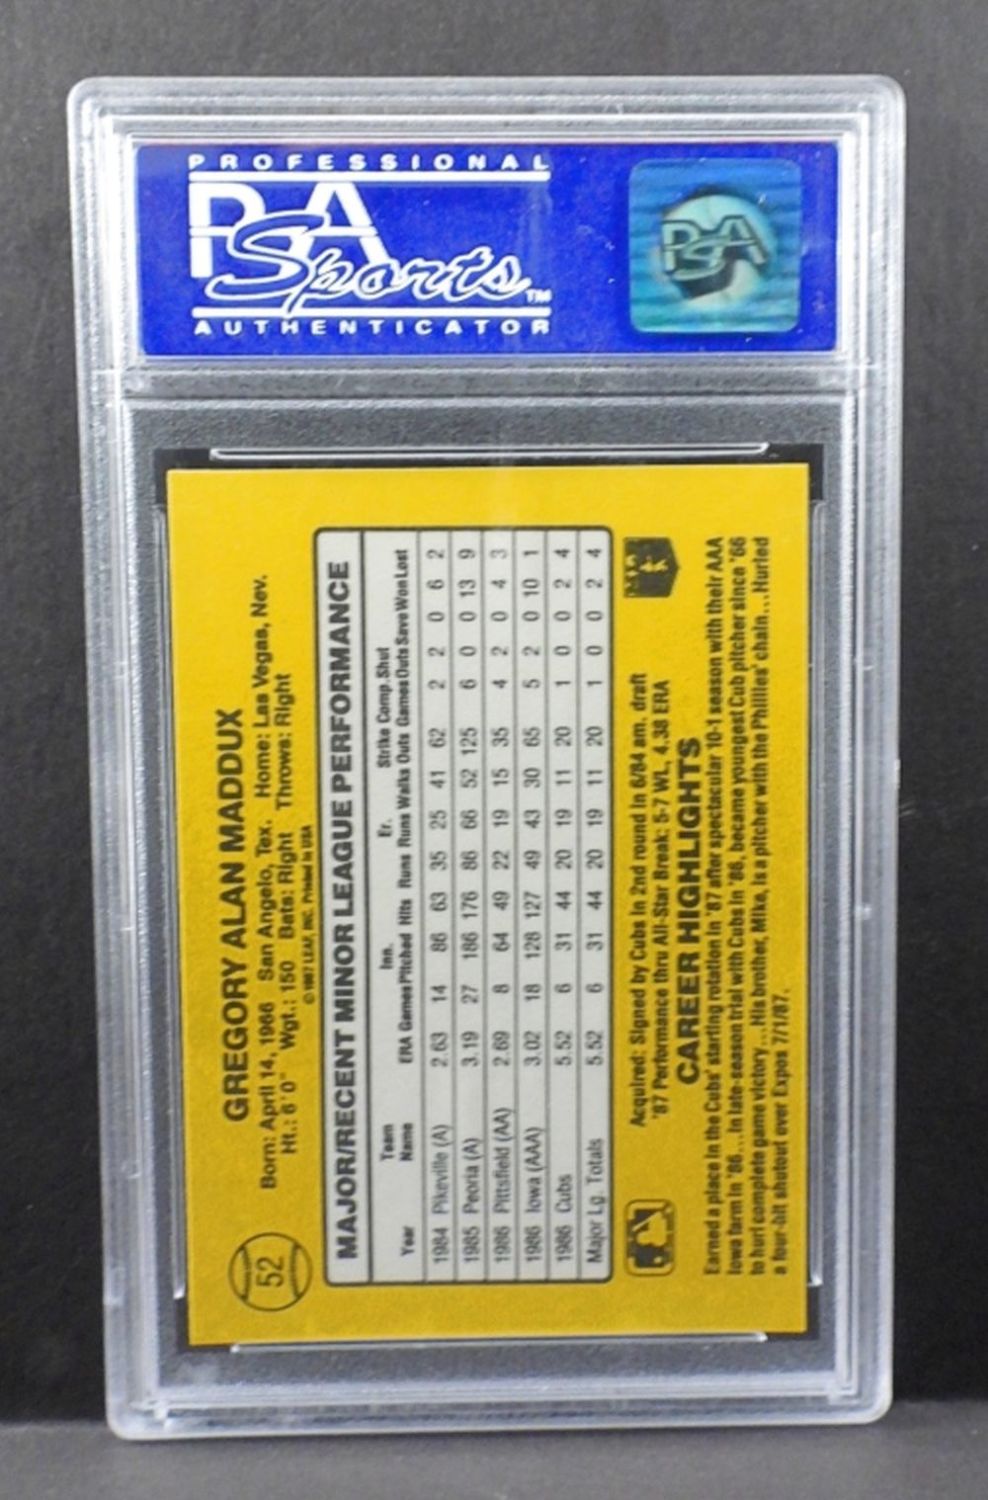 PROFESSIONAL
PSA
Sports™
AUTHENTICATOR
PSA
52
GREGORY ALAN MADDUX
Born: April 14, 1966 San Angelo, Tex. Home: Las Vegas, Nev.
Ht.: 6'0" Wgt.: 150 Bats: Right Throws: Right
© 1987 LEAF, INC. Printed in USA
MAJOR/RECENT MINOR LEAGUE PERFORMANCE
Team Inn. Er. Strike Comp. Shut
Year Name ERA Games Pitched Hits Runs Runs Walks Outs Games Outs Save Won Lost
1984 Pikeville (A) 2.63 14 86 63 35 25 41 62 2 2 0 6 2
1985 Peoria (A) 3.19 27 186 176 86 66 52 125 6 0 0 13 9
1986 Pittsfield (AA) 2.69 8 64 49 22 19 15 35 4 2 0 4 3
1986 Iowa (AAA) 3.02 18 128 127 49 43 30 65 5 2 0 10 1
1986 Cubs 5.52 6 31 44 20 19 11 20 1 0 0 2 4
Major Lg. Totals 5.52 6 31 44 20 19 11 20 1 0 0 2 4
Acquired: Signed by Cubs in 2nd round in 6/84 am. draft
'87 Performance thru All-Star Break: 5-7 WL, 4.38 ERA
CAREER HIGHLIGHTS
Earned a place in the Cubs' starting rotation in '87 after spectacular 10-1 season with their AAA
Iowa farm in '86...In late-season trial with Cubs in '86, became youngest Cub pitcher since '66
to hurl complete game victory...His brother, Mike, is a pitcher with the Phillies' chain...Hurled
a four-hit shutout over Expos 7/1/87.